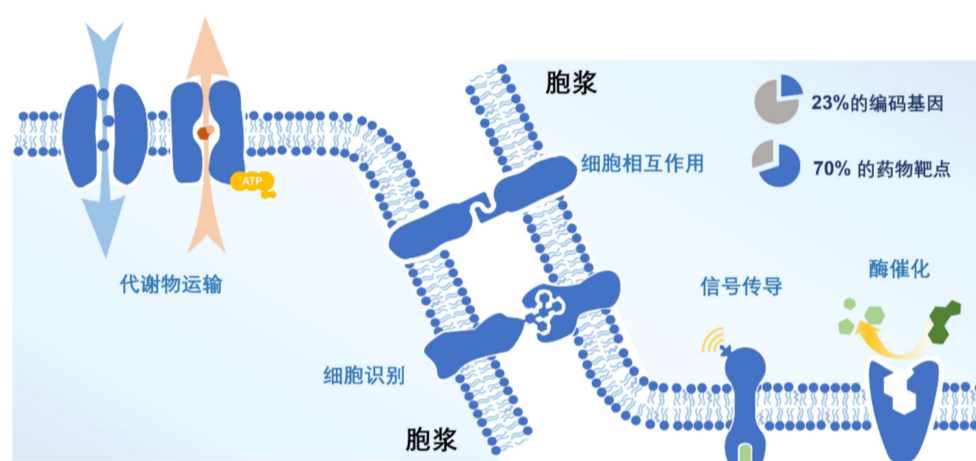 胞浆
23%的编码基因
细胞相互作用
70% 的药物靶点
ATP
代谢物运输
信号传导
酶催化
细胞识别
胞浆